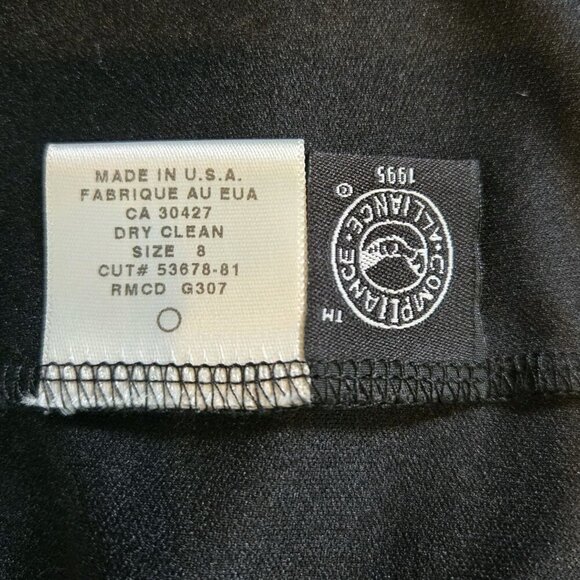 MADE IN U.S.A.
FABRIQUE AU EUA
CA 30427
DRY CLEAN
SIZE 8
CUT# 53678-81
RMCD G307
1995
©
COMPLIANCE · ALLIANCE ·
TM